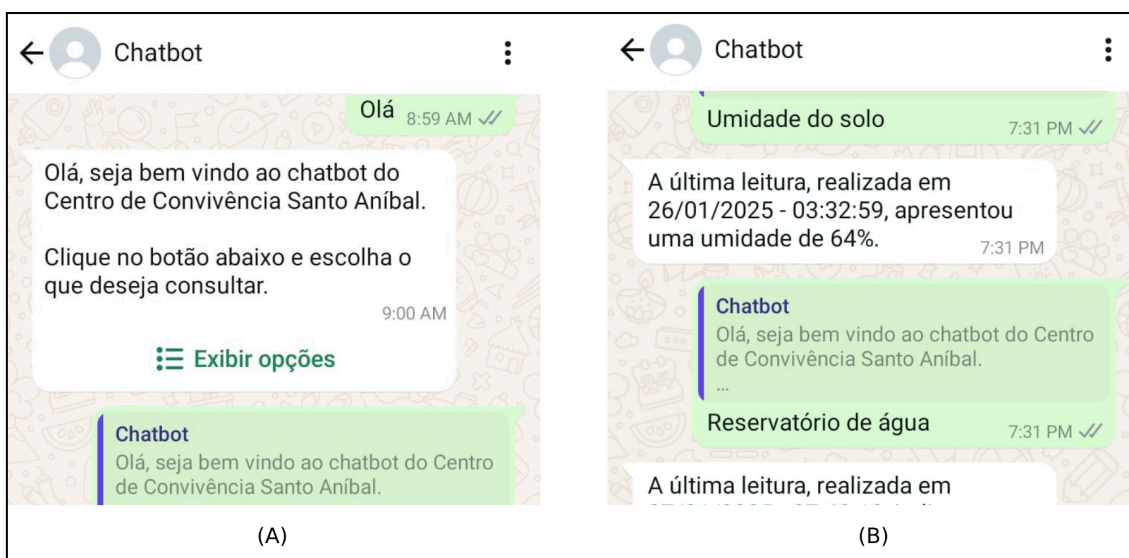 Chatbot
Olá 8:59 AM
Olá, seja bem vindo ao chatbot do
Centro de Convivência Santo Aníbal.
Clique no botão abaixo e escolha o
que deseja consultar.
9:00 AM
Exibir opções
Chatbot
Olá, seja bem vindo ao chatbot do Centro
de Convivência Santo Aníbal.
(A)
Chatbot
Umidade do solo 7:31 PM
A última leitura, realizada em
26/01/2025 - 03:32:59, apresentou
uma umidade de 64%. 7:31 PM
Chatbot
Olá, seja bem vindo ao chatbot do Centro
de Convivência Santo Aníbal.
...
Reservatório de água 7:31 PM
A última leitura, realizada em
(B)